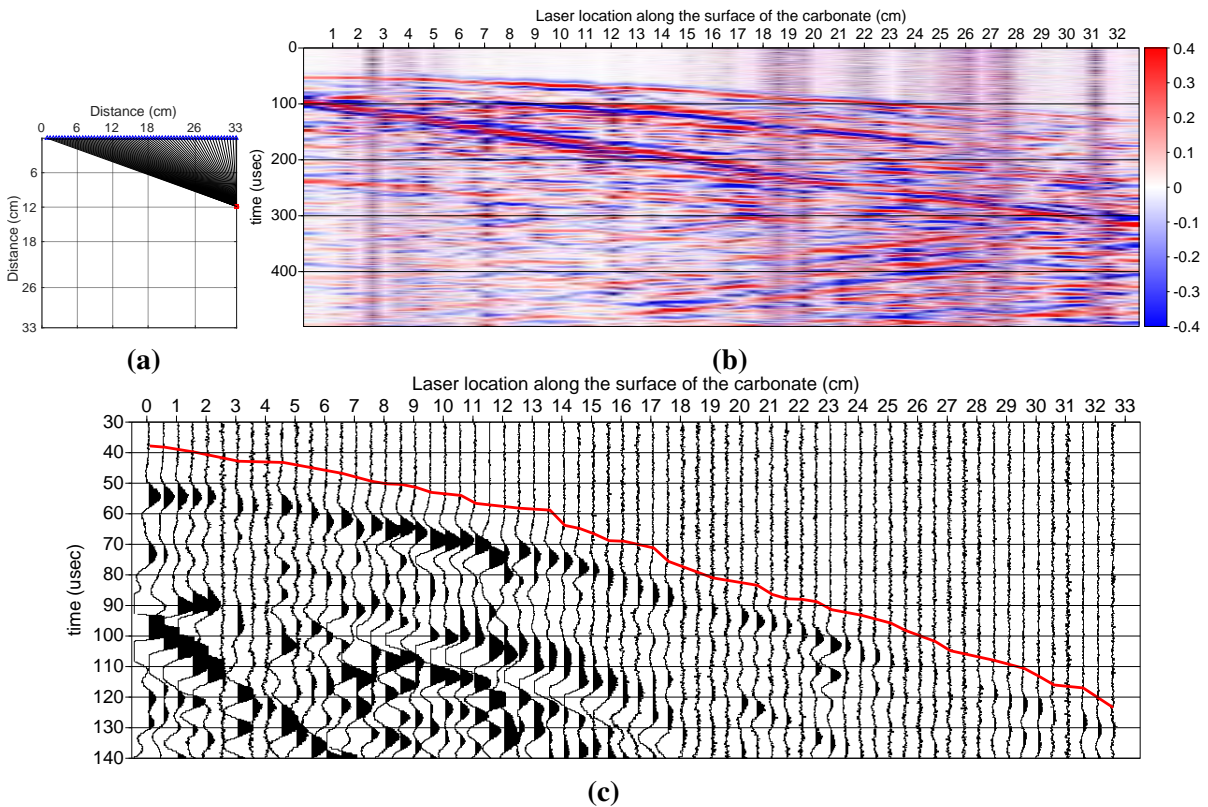 Distance (cm)
0 6 12 18 26 33
6
12
18
26
33
Distance (cm)
(a)
Laser location along the surface of the carbonate (cm)
1 2 3 4 5 6 7 8 9 10 11 12 13 14 15 16 17 18 19 20 21 22 23 24 25 26 27 28 29 30 31 32
0
100
200
300
400
time (usec)
0.4
0.3
0.2
0.1
0
-0.1
-0.2
-0.3
-0.4
(b)
Laser location along the surface of the carbonate (cm)
0 1 2 3 4 5 6 7 8 9 10 11 12 13 14 15 16 17 18 19 20 21 22 23 24 25 26 27 28 29 30 31 32 33
30
40
50
60
70
80
90
100
110
120
130
140
time (usec)
(c)